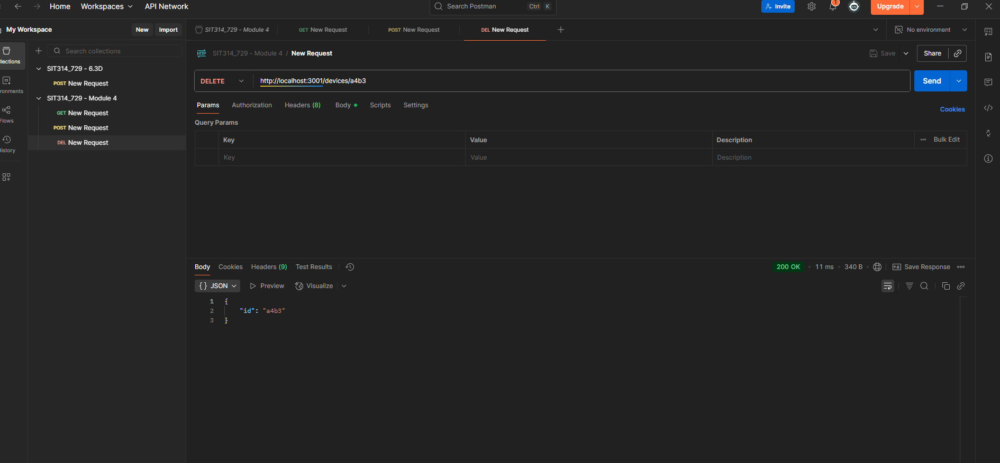 Home Workspaces API Network Search Postman Ctrl K Invite 1 Upgrade
My Workspace New Import SIT314_729 - Module 4 GET New Request POST New Request DEL New Request No environment
Search collections SIT314_729 - Module 4 / New Request Save Share
llections
SIT314_729 - 6.3D
POST New Request DELETE http://localhost:3001/devices/a4b3 Send
ronments
SIT314_729 - Module 4 Params Authorization Headers (8) Body Scripts Settings Cookies
GET New Request
Flows Query Params
POST New Request
DEL New Request Key Value Description Bulk Edit
History Key Value Description
Body Cookies Headers (9) Test Results 200 OK 11 ms 340 B e.g. Save Response
{} JSON Preview Visualize
1 {
2 "id": "a4b3"
3 }